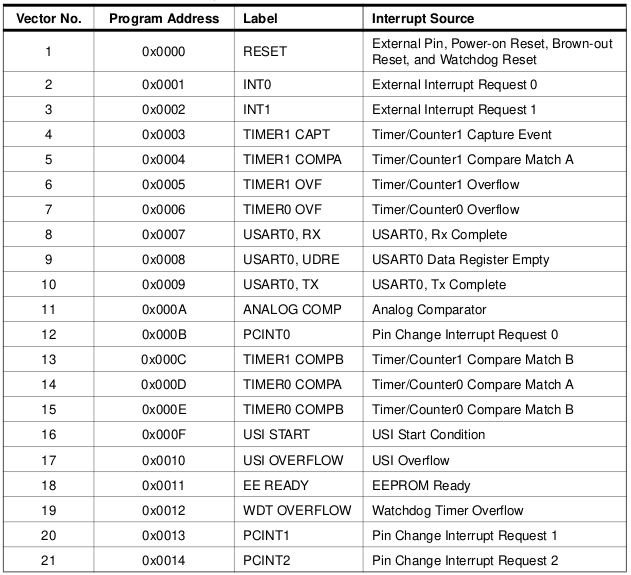 Vector No. Program Address Label Interrupt Source
1 0x0000 RESET External Pin, Power-on Reset, Brown-out
Reset, and Watchdog Reset
2 0x0001 INT0 External Interrupt Request 0
3 0x0002 INT1 External Interrupt Request 1
4 0x0003 TIMER1 CAPT Timer/Counter1 Capture Event
5 0x0004 TIMER1 COMPA Timer/Counter1 Compare Match A
6 0x0005 TIMER1 OVF Timer/Counter1 Overflow
7 0x0006 TIMER0 OVF Timer/Counter0 Overflow
8 0x0007 USART0, RX USART0, Rx Complete
9 0x0008 USART0, UDRE USART0 Data Register Empty
10 0x0009 USART0, TX USART0, Tx Complete
11 0x000A ANALOG COMP Analog Comparator
12 0x000B PCINT0 Pin Change Interrupt Request 0
13 0x000C TIMER1 COMPB Timer/Counter1 Compare Match B
14 0x000D TIMER0 COMPA Timer/Counter0 Compare Match A
15 0x000E TIMER0 COMPB Timer/Counter0 Compare Match B
16 0x000F USI START USI Start Condition
17 0x0010 USI OVERFLOW USI Overflow
18 0x0011 EE READY EEPROM Ready
19 0x0012 WDT OVERFLOW Watchdog Timer Overflow
20 0x0013 PCINT1 Pin Change Interrupt Request 1
21 0x0014 PCINT2 Pin Change Interrupt Request 2